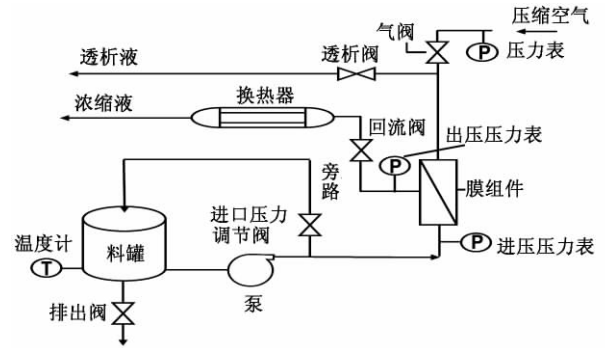 压缩空气
气阀
P
压力表
透析液
透析阀
浓缩液
换热器
回流阀
出压压力表
P
旁
路
膜组件
进口压力
调节阀
温度计
T
料罐
P
进压压力表
排出阀
泵